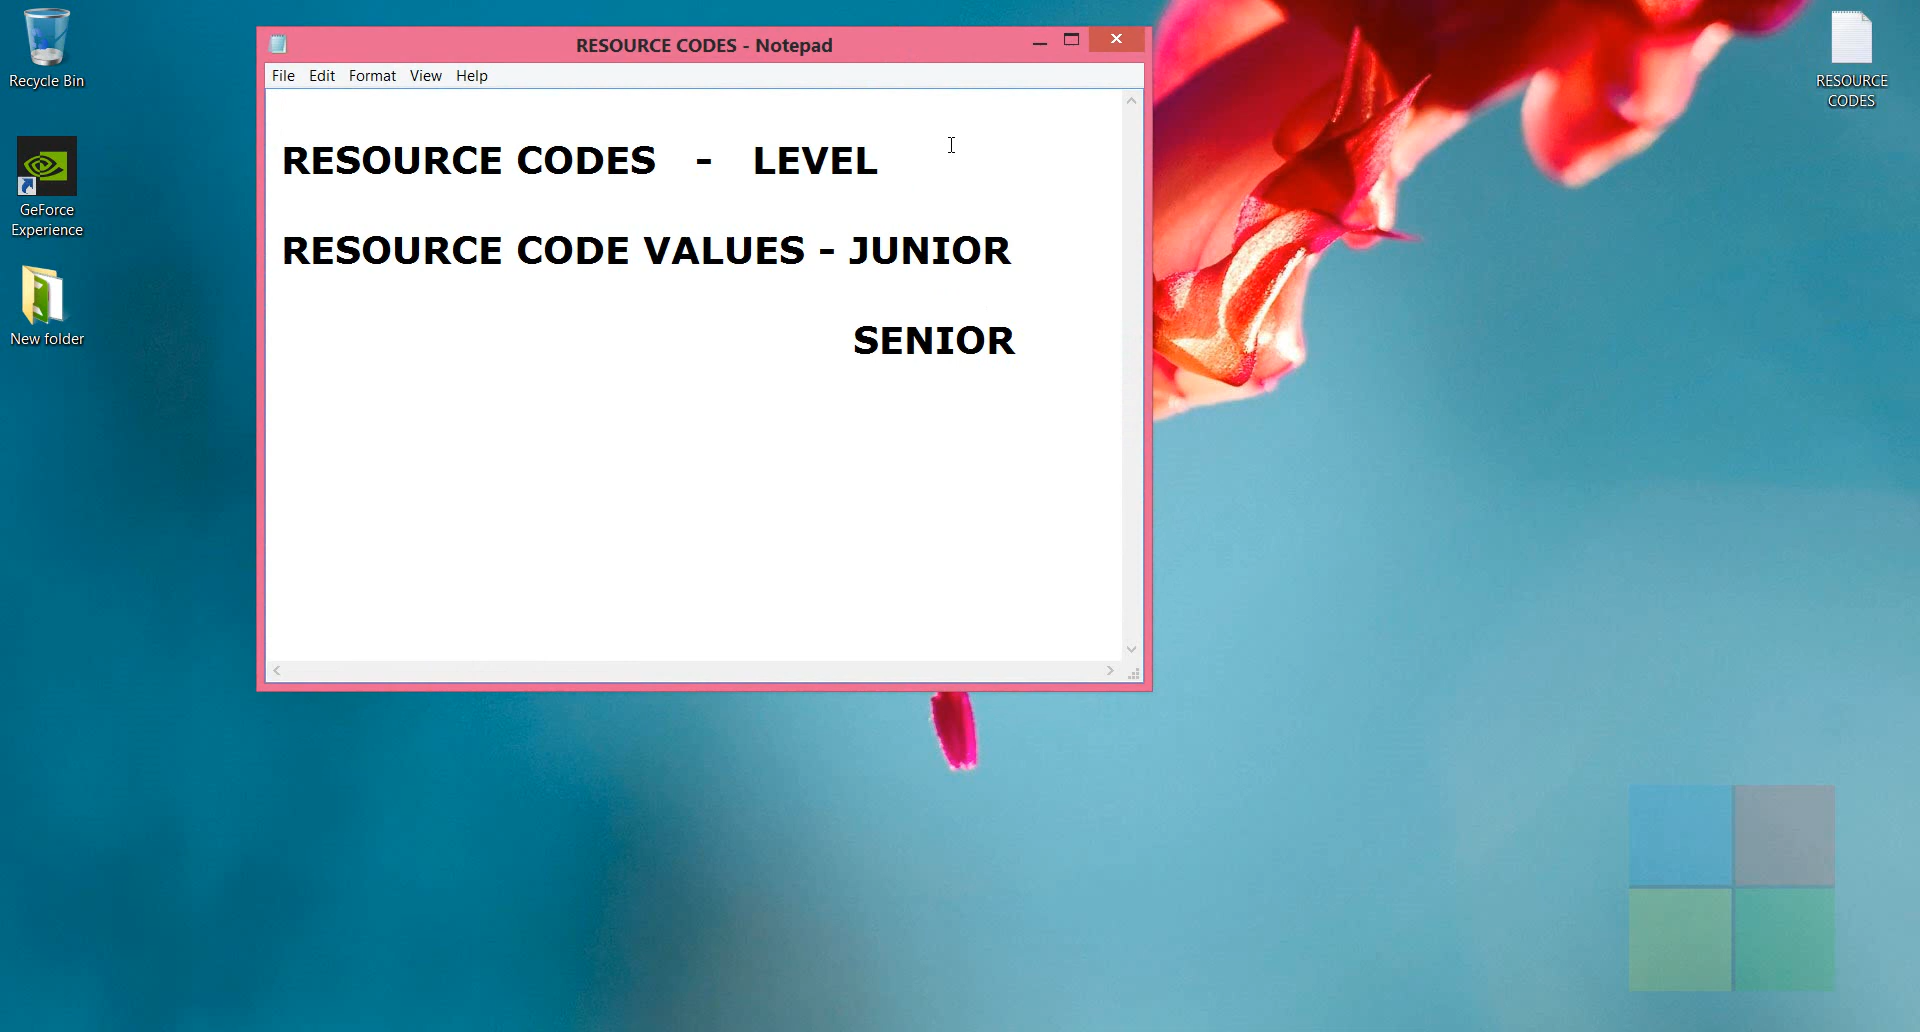 Recycle Bin
GeForce
Experience
New folder
RESOURCE CODES - Notepad
File Edit Format View Help
RESOURCE CODES   -   LEVEL
RESOURCE CODE VALUES - JUNIOR
SENIOR
RESOURCE
CODES